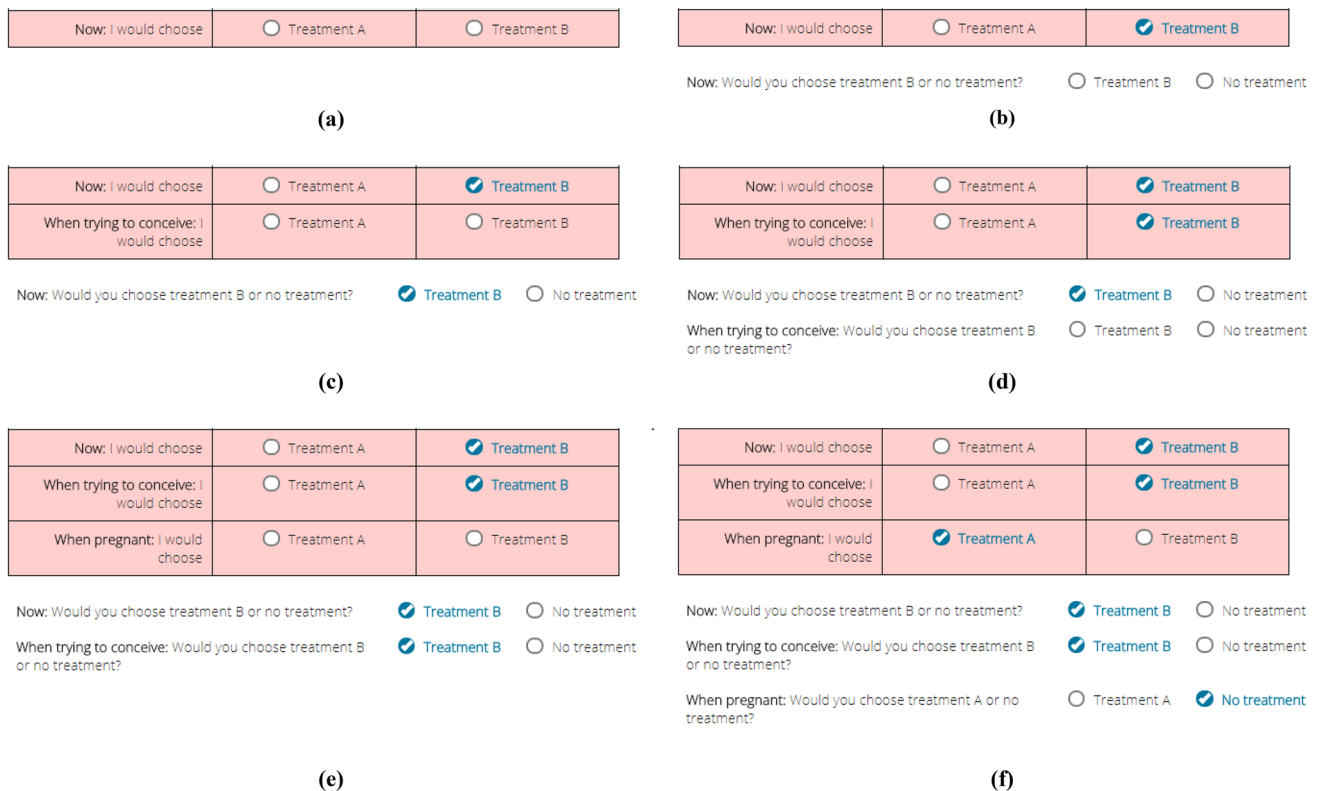 Now: I would choose Treatment A Treatment B
(a)
Now: I would choose Treatment A Treatment B
Now: Would you choose treatment B or no treatment? Treatment B No treatment
(b)
Now: I would choose Treatment A Treatment B
When trying to conceive: I Treatment A Treatment B
would choose
Now: Would you choose treatment B or no treatment? Treatment B No treatment
(c)
Now: I would choose Treatment A Treatment B
When trying to conceive: I Treatment A Treatment B
would choose
Now: Would you choose treatment B or no treatment? Treatment B No treatment
When trying to conceive: Would you choose treatment B Treatment B No treatment
or no treatment?
(d)
Now: I would choose Treatment A Treatment B
When trying to conceive: I Treatment A Treatment B
would choose
When pregnant: I would Treatment A Treatment B
choose
Now: Would you choose treatment B or no treatment? Treatment B No treatment
When trying to conceive: Would you choose treatment B Treatment B No treatment
or no treatment?
(e)
Now: I would choose Treatment A Treatment B
When trying to conceive: I Treatment A Treatment B
would choose
When pregnant: I would Treatment A Treatment B
choose
Now: Would you choose treatment B or no treatment? Treatment B No treatment
When trying to conceive: Would you choose treatment B Treatment B No treatment
or no treatment?
When pregnant: Would you choose treatment A or no Treatment A No treatment
treatment?
(f)